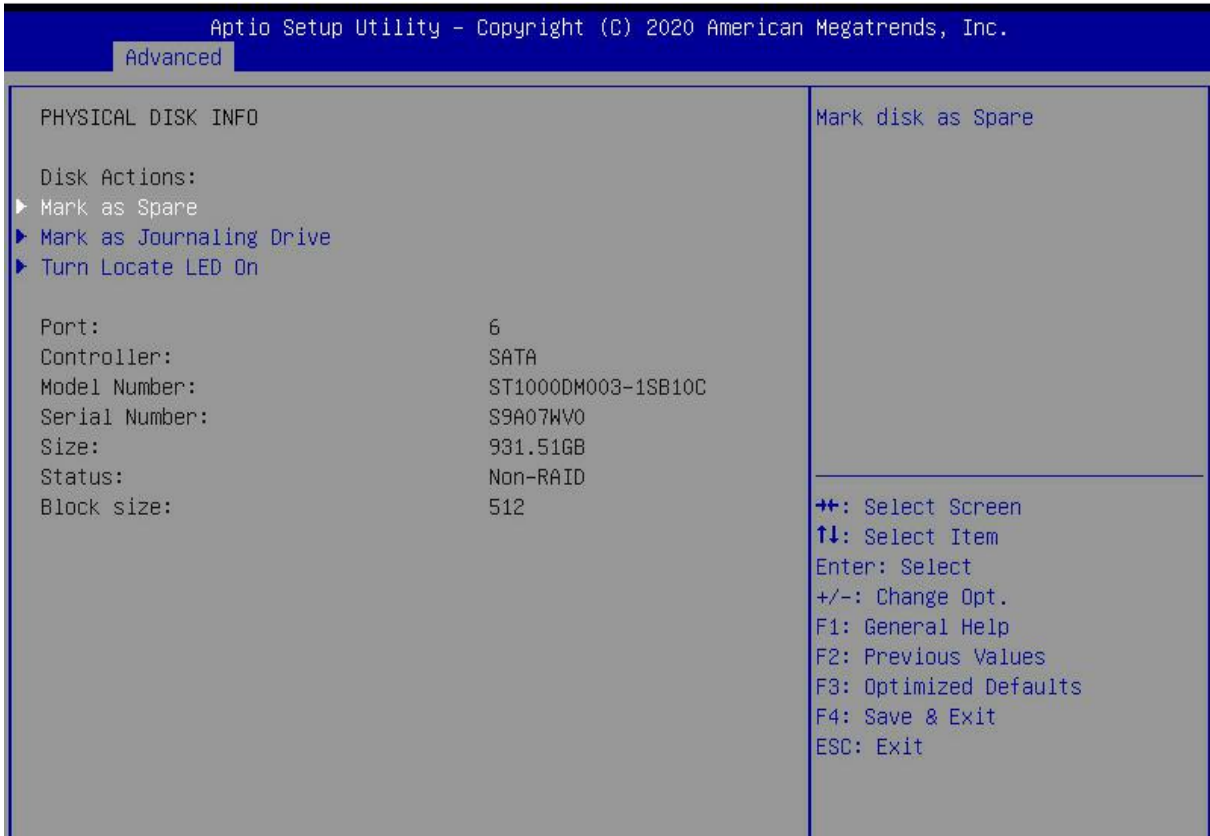 Aptio Setup Utility – Copyright (C) 2020 American Megatrends, Inc.
Advanced
PHYSICAL DISK INFO
Disk Actions:
▶ Mark as Spare
▶ Mark as Journaling Drive
▶ Turn Locate LED On
Port: 6
Controller: SATA
Model Number: ST1000DM003-1SB10C
Serial Number: S9A07WV0
Size: 931.51GB
Status: Non-RAID
Block size: 512
Mark disk as Spare
→←: Select Screen
↑↓: Select Item
Enter: Select
+/-: Change Opt.
F1: General Help
F2: Previous Values
F3: Optimized Defaults
F4: Save & Exit
ESC: Exit